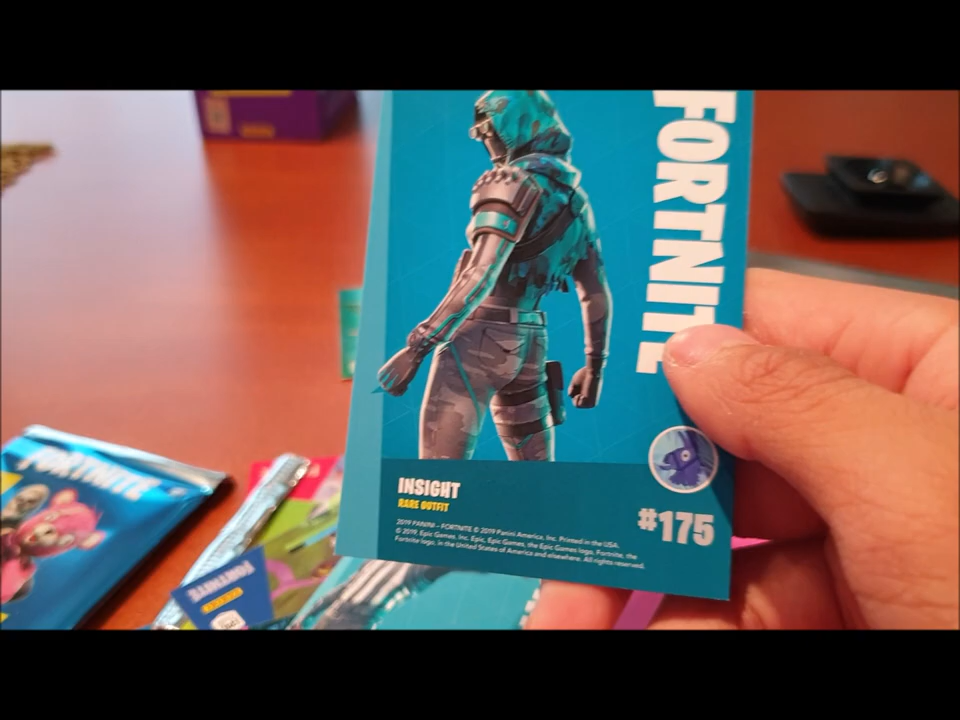 FORTNITE
INSIGHT
RARE OUTFIT
#175
2019 PANINI – FORTNITE © 2019 Panini America, Inc. Printed in the USA.
© 2019, Epic Games, Inc. Epic, Epic Games, the Epic Games logo, Fortnite, the
Fortnite logo, in the United States of America and elsewhere. All rights reserved.
FORTNITE
FORTNITE